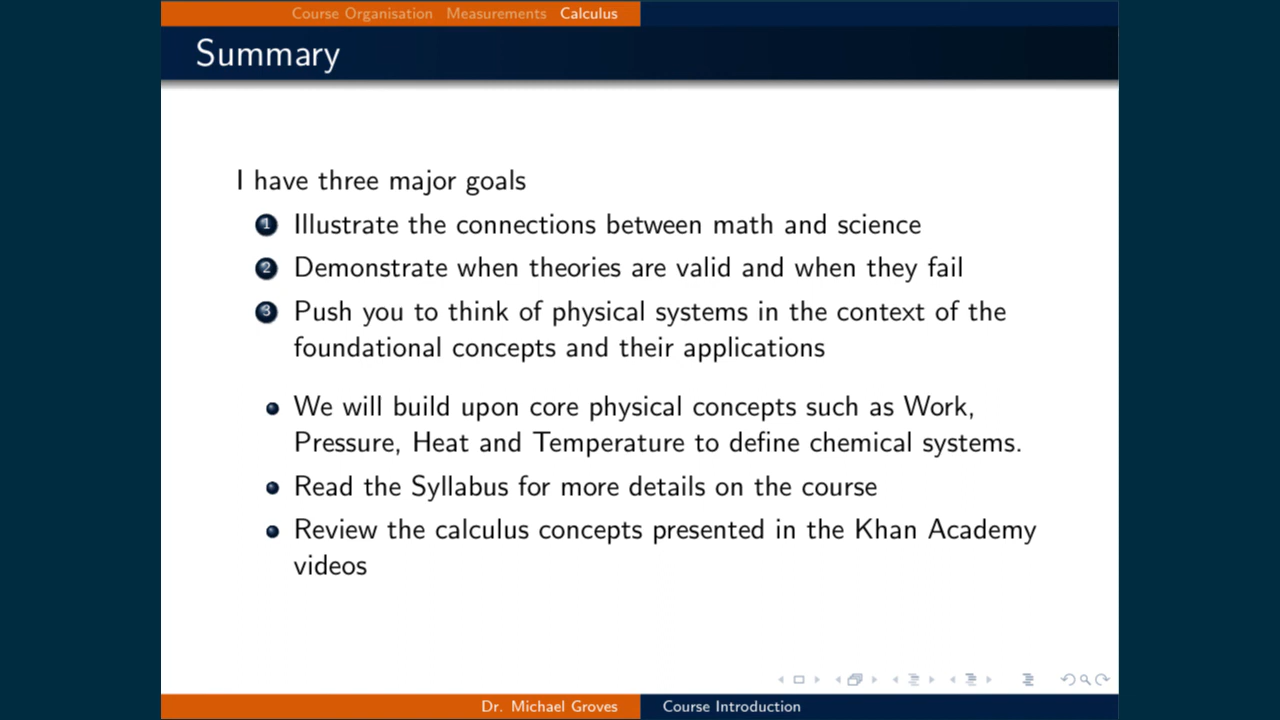 Course Organisation Measurements Calculus
Summary
I have three major goals
1 Illustrate the connections between math and science
2 Demonstrate when theories are valid and when they fail
3 Push you to think of physical systems in the context of the
foundational concepts and their applications
We will build upon core physical concepts such as Work,
Pressure, Heat and Temperature to define chemical systems.
Read the Syllabus for more details on the course
Review the calculus concepts presented in the Khan Academy
videos
Dr. Michael Groves Course Introduction